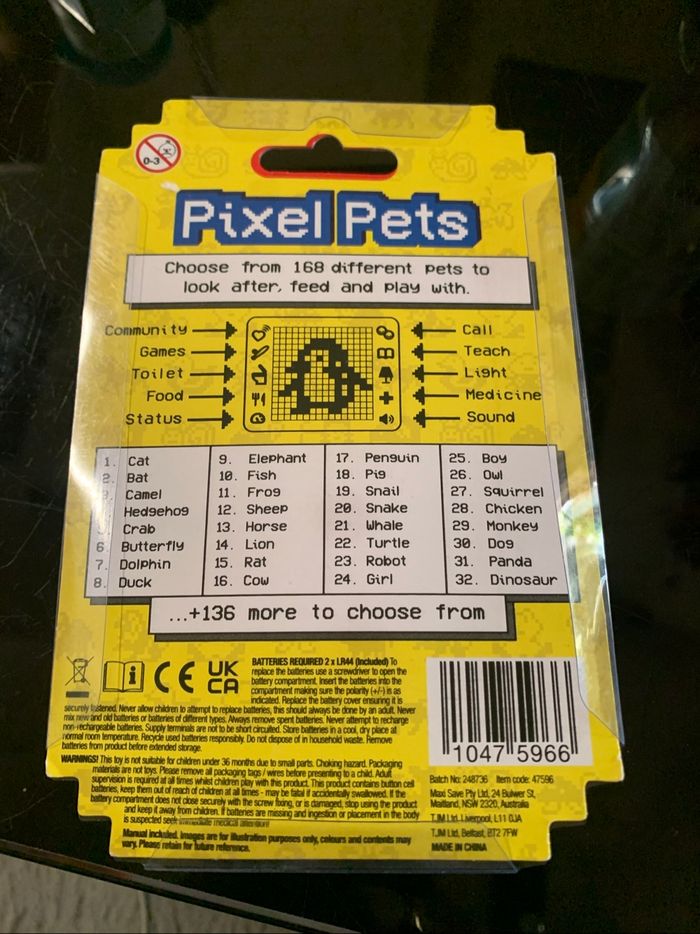 0-3
Pixel Pets
Choose from 168 different pets to
look after, feed and play with.
Community
Games
Toilet
Food
Status
Call
Teach
Light
Medicine
Sound
1. Cat
2. Bat
3. Camel
Hedgehog
Crab
6. Butterfly
7. Dolphin
8. Duck
9. Elephant
10. Fish
11. Frog
12. Sheep
13. Horse
14. Lion
15. Rat
16. Cow
17. Penguin
18. Pig
19. Snail
20. Snake
21. Whale
22. Turtle
23. Robot
24. Girl
25. Boy
26. Owl
27. Squirrel
28. Chicken
29. Monkey
30. Dog
31. Panda
32. Dinosaur
...+136 more to choose from
CE
UK
CA
BATTERIES REQUIRED 2 x LR44 (Included) To
replace the batteries use a screwdriver to open the
battery compartment. Insert the batteries into the
compartment making sure the polarity (+/-) is as
indicated. Replace the battery cover ensuring it is
securely fastened. Never allow children to attempt to replace batteries, this should always be done by an adult. Never
mix new and old batteries or batteries of different types. Always remove spent batteries. Never attempt to recharge
non-rechargeable batteries. Supply terminals are not to be short circuited. Store batteries in a cool, dry place at
normal room temperature. Recycle used batteries responsibly. Do not dispose of in household waste. Remove
batteries from product before extended storage.
WARNINGS! This toy is not suitable for children under 36 months due to small parts. Choking hazard. Packaging
materials are not toys. Please remove all packaging tags / wires before presenting to a child. Adult
supervision is required at all times whilst children play with this product. This product contains button cell
batteries, keep them out of reach of children at all times - may be fatal if accidentally swallowed. If the
battery compartment does not close securely with the screw fixing, or is damaged, stop using the product
and keep it away from children. If batteries are missing and ingestion or placement in the body
is suspected seek immediate medical attention!
Manual included. Images are for illustration purposes only, colours and contents may
vary. Please retain for future reference.
1047 5966
Batch No: 248736 Item code: 47596
Maxi Save Pty Ltd, 24 Bulwer St,
Maitland, NSW 2320, Australia
TJM Ltd. Liverpool, L11 0JA
TJM Ltd, Belfast, BT2 7FW
MADE IN CHINA